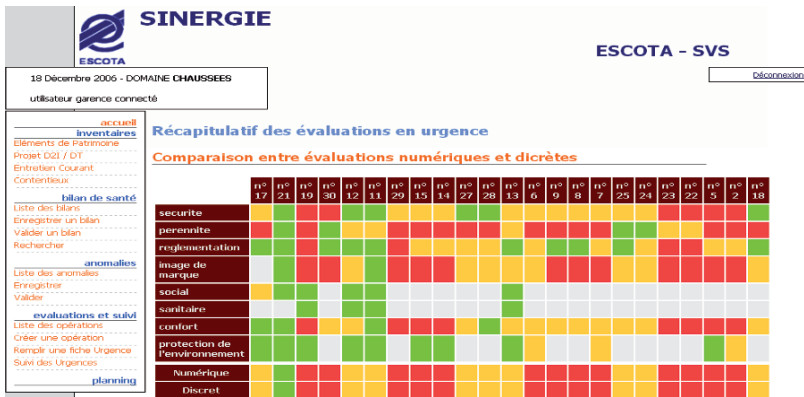 SINERGIE
ESCOTA
ESCOTA - SVS
18 Décembre 2006 - DOMAINE CHAUSSEES
Déconnexion
utilisateur garence connecté
accueil
inventaires
Eléments de Patrimoine
Projet D2I / DT
Entretien Courant
Contentieux
bilan de santé
Liste des bilans
Enregistrer un bilan
Valider un bilan
Rechercher
anomalies
Liste des anomalies
Enregistrer
Valider
evaluations et suivi
Liste des opérations
Créer une opération
Remplir une fiche Urgence
Suivi des Urgences
planning
Récapitulatif des évaluations en urgence
Comparaison entre évaluations numériques et dicrètes
n° n° n° n° n° n° n° n° n° n° n° n° n° n° n° n° n° n° n° n° n° n° n° n°
17 21 19 30 12 11 29 15 14 27 28 13 6 9 8 7 25 24 23 22 5 2 18
securite
perennite
reglementation
image de
marque
social
sanitaire
confort
protection de
l'environnement
Numérique
Discret